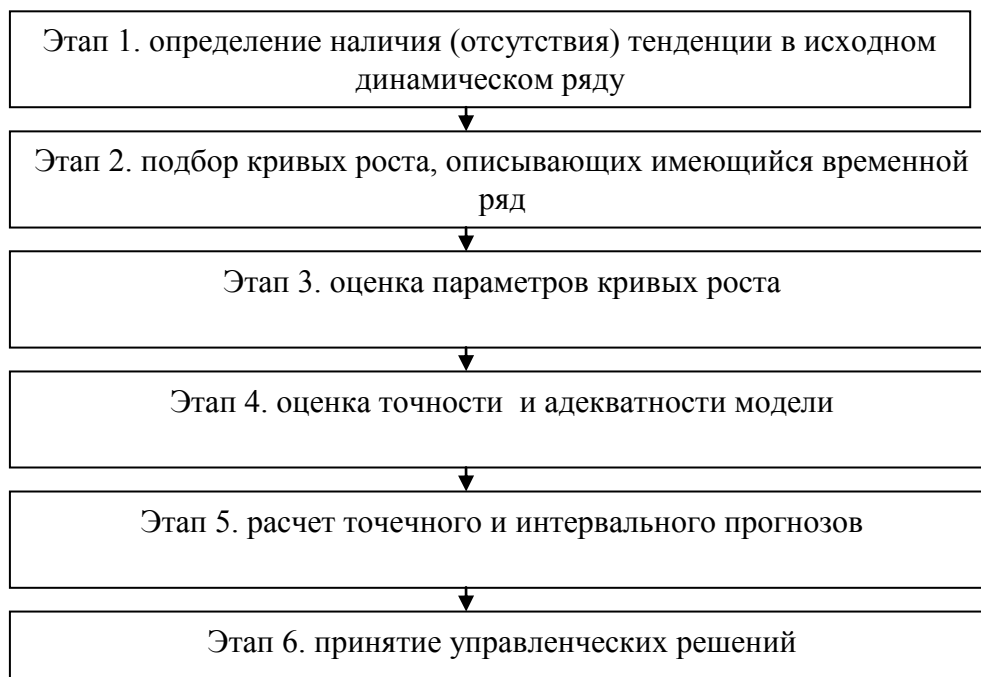 Этап 1. определение наличия (отсутствия) тенденции в исходном
динамическом ряду
Этап 2. подбор кривых роста, описывающих имеющийся временной
ряд
Этап 3. оценка параметров кривых роста
Этап 4. оценка точности  и адекватности модели
Этап 5. расчет точечного и интервального прогнозов
Этап 6. принятие управленческих решений